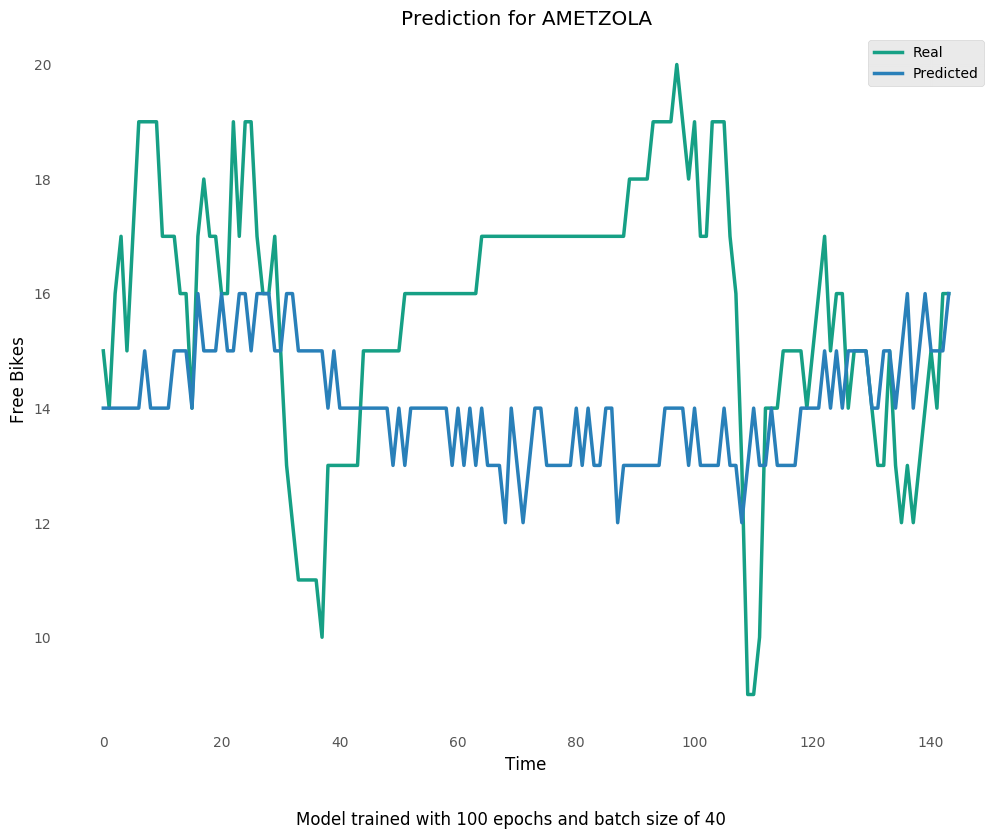 Prediction for AMETZOLA
Real
Predicted
Free Bikes
20
18
16
14
12
10
0 20 40 60 80 100 120 140
Time
Model trained with 100 epochs and batch size of 40